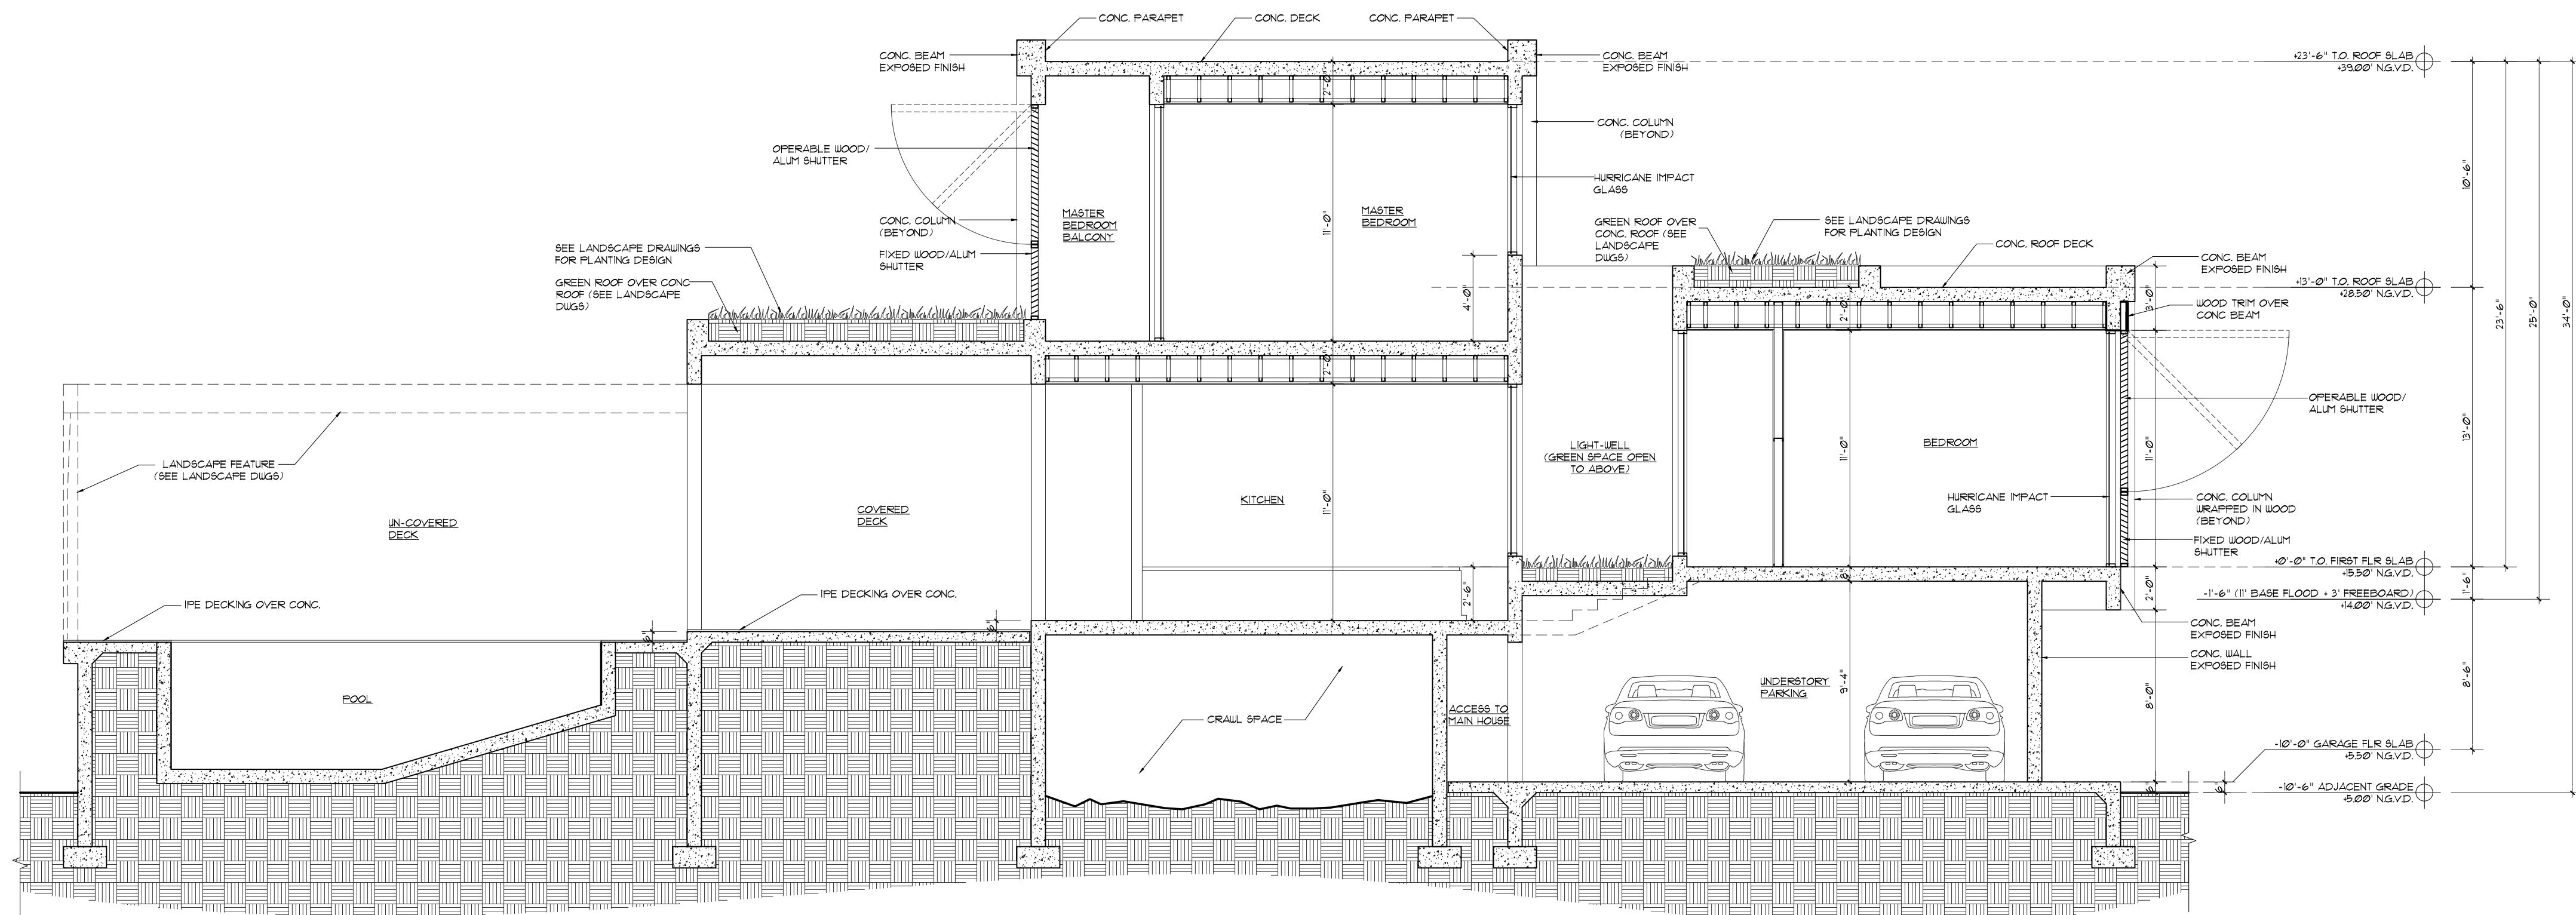 CONC. PARAPET
CONC. DECK
CONC. PARAPET
CONC. BEAM
EXPOSED FINISH
CONC. BEAM
EXPOSED FINISH
+23'-6" T.O. ROOF SLAB
+39.00' N.G.V.D.
2'-0"
CONC. COLUMN
(BEYOND)
OPERABLE WOOD/
ALUM SHUTTER
HURRICANE IMPACT
GLASS
10'-6"
MASTER
BEDROOM
BALCONY
11'-0"
MASTER
BEDROOM
CONC. COLUMN
(BEYOND)
FIXED WOOD/ALUM
SHUTTER
SEE LANDSCAPE DRAWINGS
FOR PLANTING DESIGN
GREEN ROOF OVER CONC
ROOF (SEE LANDSCAPE
DWGS)
GREEN ROOF OVER
CONC. ROOF (SEE
LANDSCAPE
DWGS)
SEE LANDSCAPE DRAWINGS
FOR PLANTING DESIGN
CONC. ROOF DECK
CONC. BEAM
EXPOSED FINISH
+13'-0" T.O. ROOF SLAB
+28.50' N.G.V.D.
4'-0"
2'-0"
3'-0"
WOOD TRIM OVER
CONC BEAM
23'-6"
25'-0"
34'-0"
2'-0"
OPERABLE WOOD/
ALUM SHUTTER
13'-0"
LANDSCAPE FEATURE
(SEE LANDSCAPE DWGS)
UN-COVERED
DECK
COVERED
DECK
KITCHEN
11'-0"
LIGHT-WELL
(GREEN SPACE OPEN
TO ABOVE)
11'-0"
BEDROOM
11'-0"
HURRICANE IMPACT
GLASS
CONC. COLUMN
WRAPPED IN WOOD
(BEYOND)
FIXED WOOD/ALUM
SHUTTER
+0'-0" T.O. FIRST FLR SLAB
+15.50' N.G.V.D.
8"
2'-0"
1'-6"
-1'-6" (11' BASE FLOOD + 3' FREEBOARD)
+14.00' N.G.V.D.
IPE DECKING OVER CONC.
IPE DECKING OVER CONC.
2'-6"
6"
6"
CONC. BEAM
EXPOSED FINISH
CONC. WALL
EXPOSED FINISH
8'-6"
POOL
CRAWL SPACE
ACCESS TO
MAIN HOUSE
UNDERSTORY
PARKING
9'-4"
8'-0"
-10'-0" GARAGE FLR SLAB
+5.50' N.G.V.D.
6"
6"
-10'-6" ADJACENT GRADE
+5.00' N.G.V.D.